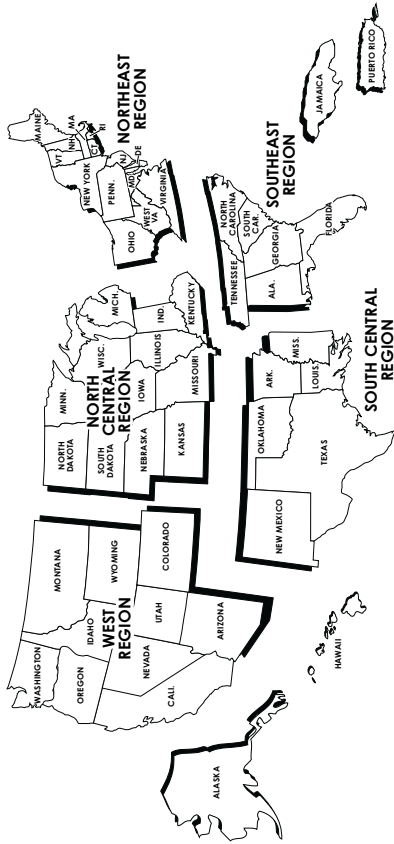 WASHINGTON
OREGON
CALI.
NEVADA
IDAHO
MONTANA
WYOMING
UTAH
COLORADO
ARIZONA
WEST
REGION
ALASKA
HAWAII
NORTH
DAKOTA
SOUTH
DAKOTA
NEBRASKA
KANSAS
MINN.
IOWA
MISSOURI
WISC.
ILLINOIS
MICH.
IND.
KENTUCKY
NORTH
CENTRAL
REGION
NEW MEXICO
OKLAHOMA
TEXAS
ARK.
LOUIS.
MISS.
SOUTH CENTRAL
REGION
TENNESSEE
ALA.
NORTH
CAROLINA
SOUTH
CAR.
GEORGIA
FLORIDA
SOUTHEAST
REGION
JAMAICA
PUERTO RICO
OHIO
WEST
VA
VIRGINIA
PENN.
NEW YORK
MD
DE
NJ
CT
RI
MA
NH
VT
MAINE
NORTHEAST
REGION